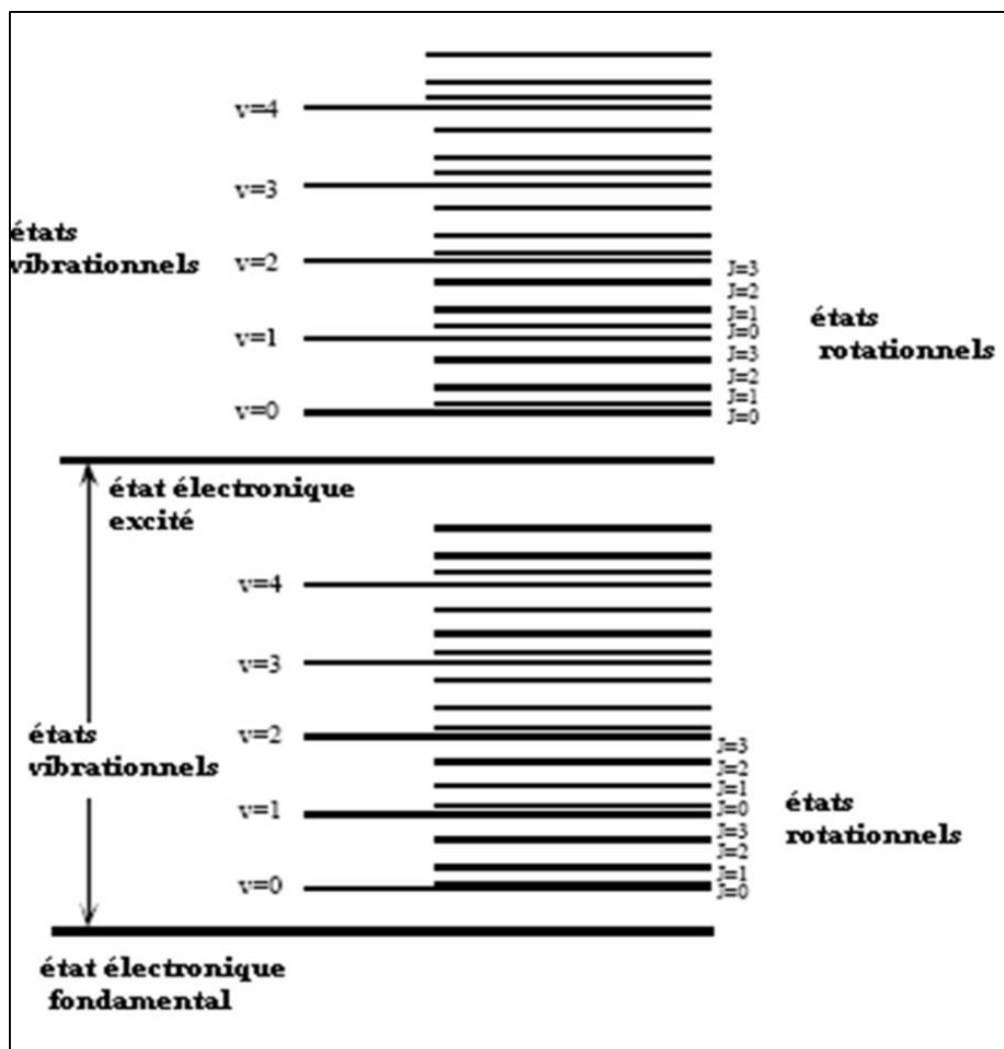 v=4
v=3
états
vibrationnels
v=2
J=3
J=2
J=1
J=0
états
rotationnels
v=1
J=3
J=2
J=1
J=0
v=0
état électronique
excité
v=4
v=3
états
vibrationnels
v=2
J=3
J=2
J=1
J=0
états
rotationnels
v=1
J=3
J=2
J=1
J=0
v=0
état électronique
fondamental